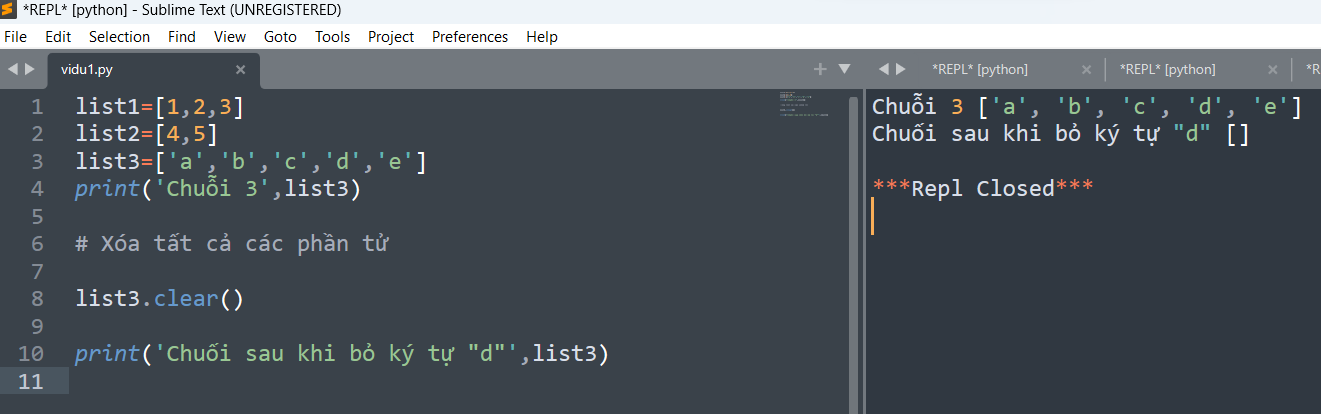 *REPL* [python] - Sublime Text (UNREGISTERED)
File Edit Selection Find View Goto Tools Project Preferences Help
vidu1.py × + *REPL* [python] × *REPL* [python] × *R
1 list1=[1,2,3]
2 list2=[4,5]
3 list3=['a','b','c','d','e']
4 print('Chuỗi 3',list3)
5
6 # Xóa tất cả các phần tử
7
8 list3.clear()
9
10 print('Chuối sau khi bỏ ký tự "d"',list3)
11
Chuỗi 3 ['a', 'b', 'c', 'd', 'e']
Chuối sau khi bỏ ký tự "d" []
***Repl Closed***